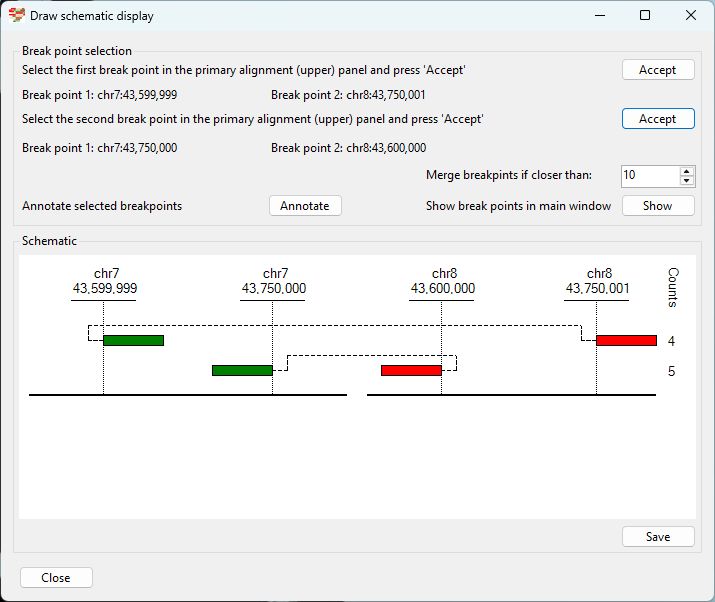 Draw schematic display
Break point selection
Select the first break point in the primary alignment (upper) panel and press 'Accept'
Accept
Break point 1: chr7:43,599,999 Break point 2: chr8:43,750,001
Select the second break point in the primary alignment (upper) panel and press 'Accept'
Accept
Break point 1: chr7:43,750,000 Break point 2: chr8:43,600,000
Merge breakpints if closer than: 10
Annotate selected breakpoints Annotate Show break points in main window Show
Schematic
chr7 chr7 chr8 chr8
43,599,999 43,750,000 43,600,000 43,750,001
Counts
4
5
Save
Close